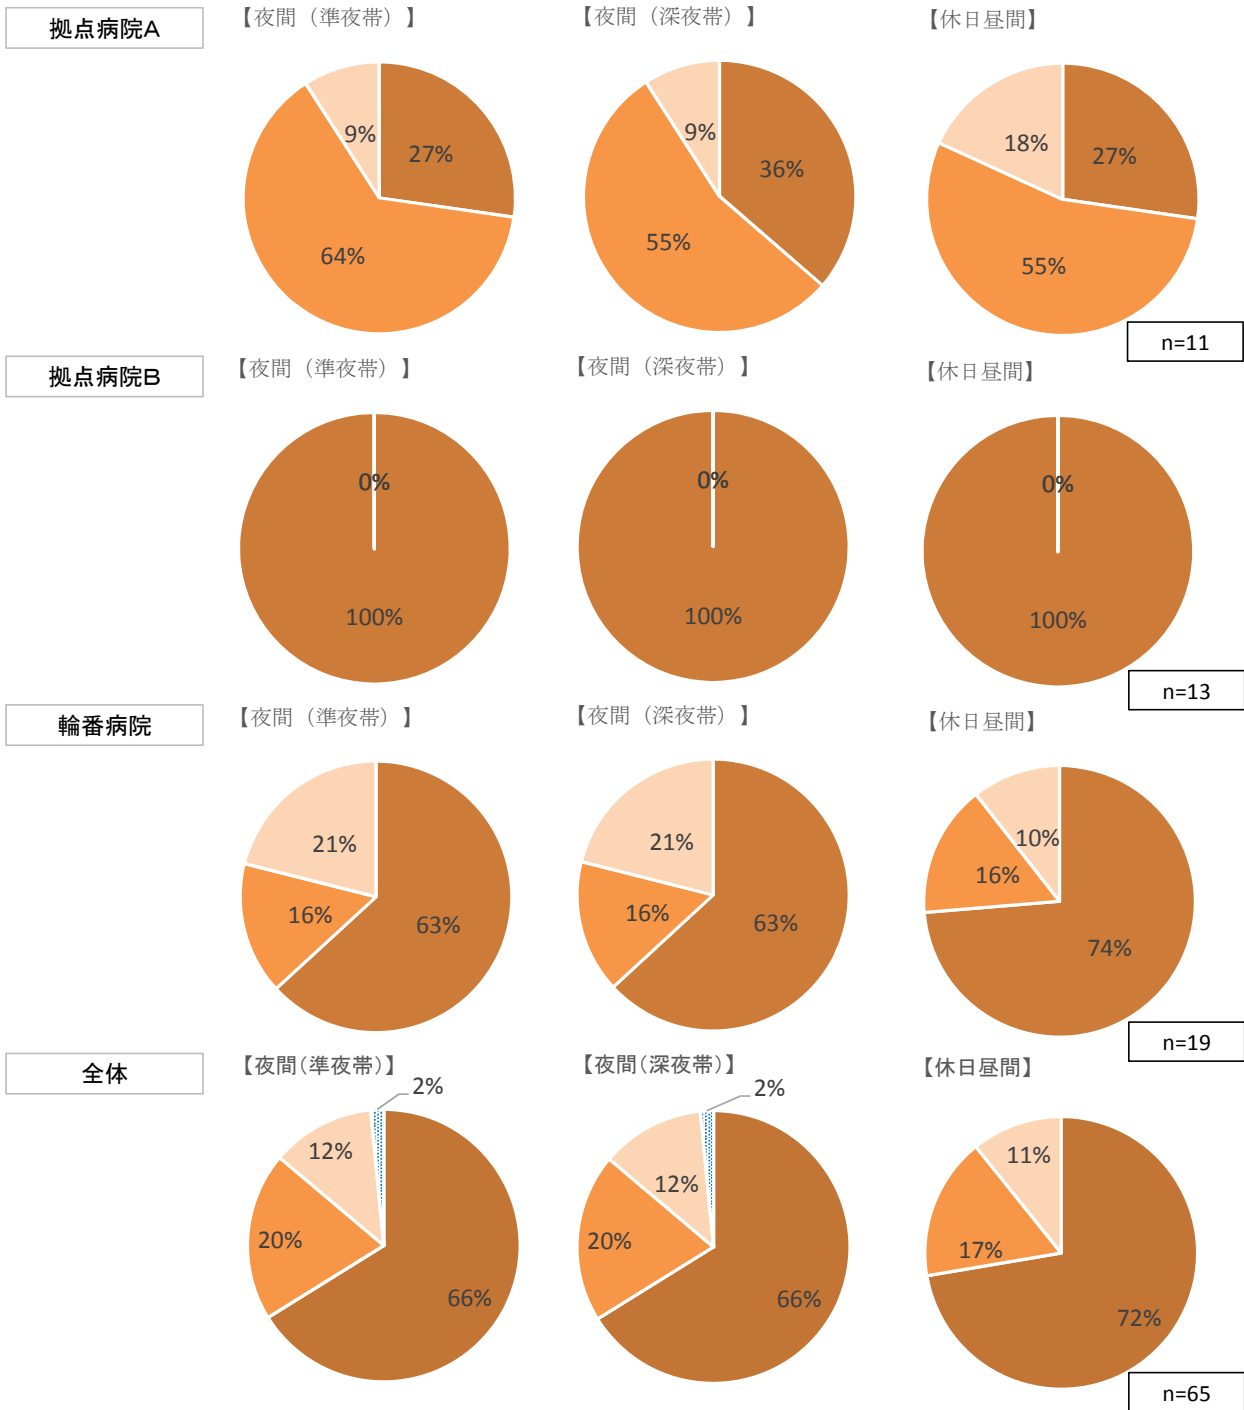 拠点病院A
【夜間（準夜帯）】
【夜間（深夜帯）】
【休日昼間】
9%
27%
64%
9%
36%
55%
18%
27%
55%
n=11
拠点病院B
【夜間（準夜帯）】
【夜間（深夜帯）】
【休日昼間】
0%
100%
0%
100%
0%
100%
n=13
輪番病院
【夜間（準夜帯）】
【夜間（深夜帯）】
【休日昼間】
21%
16%
63%
21%
16%
63%
10%
16%
74%
n=19
全体
【夜間(準夜帯)】
【夜間(深夜帯)】
【休日昼間】
2%
12%
20%
66%
2%
12%
20%
66%
11%
17%
72%
n=65